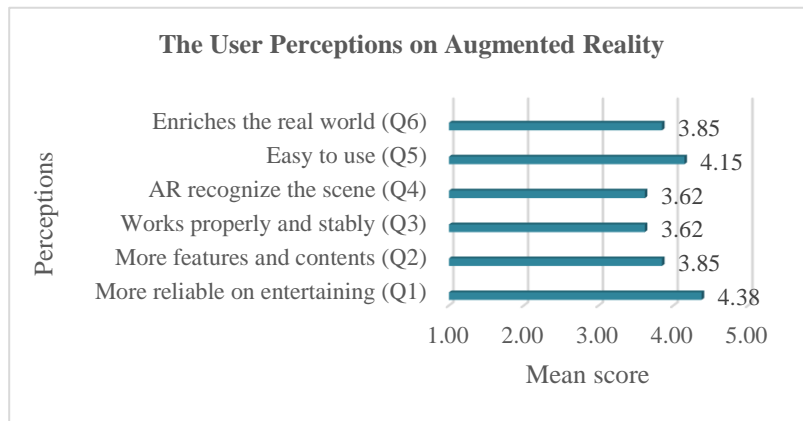 The User Perceptions on Augmented Reality
Perceptions
Enriches the real world (Q6)
3.85
Easy to use (Q5)
4.15
AR recognize the scene (Q4)
3.62
Works properly and stably (Q3)
3.62
More features and contents (Q2)
3.85
More reliable on entertaining (Q1)
4.38
1.00 2.00 3.00 4.00 5.00
Mean score